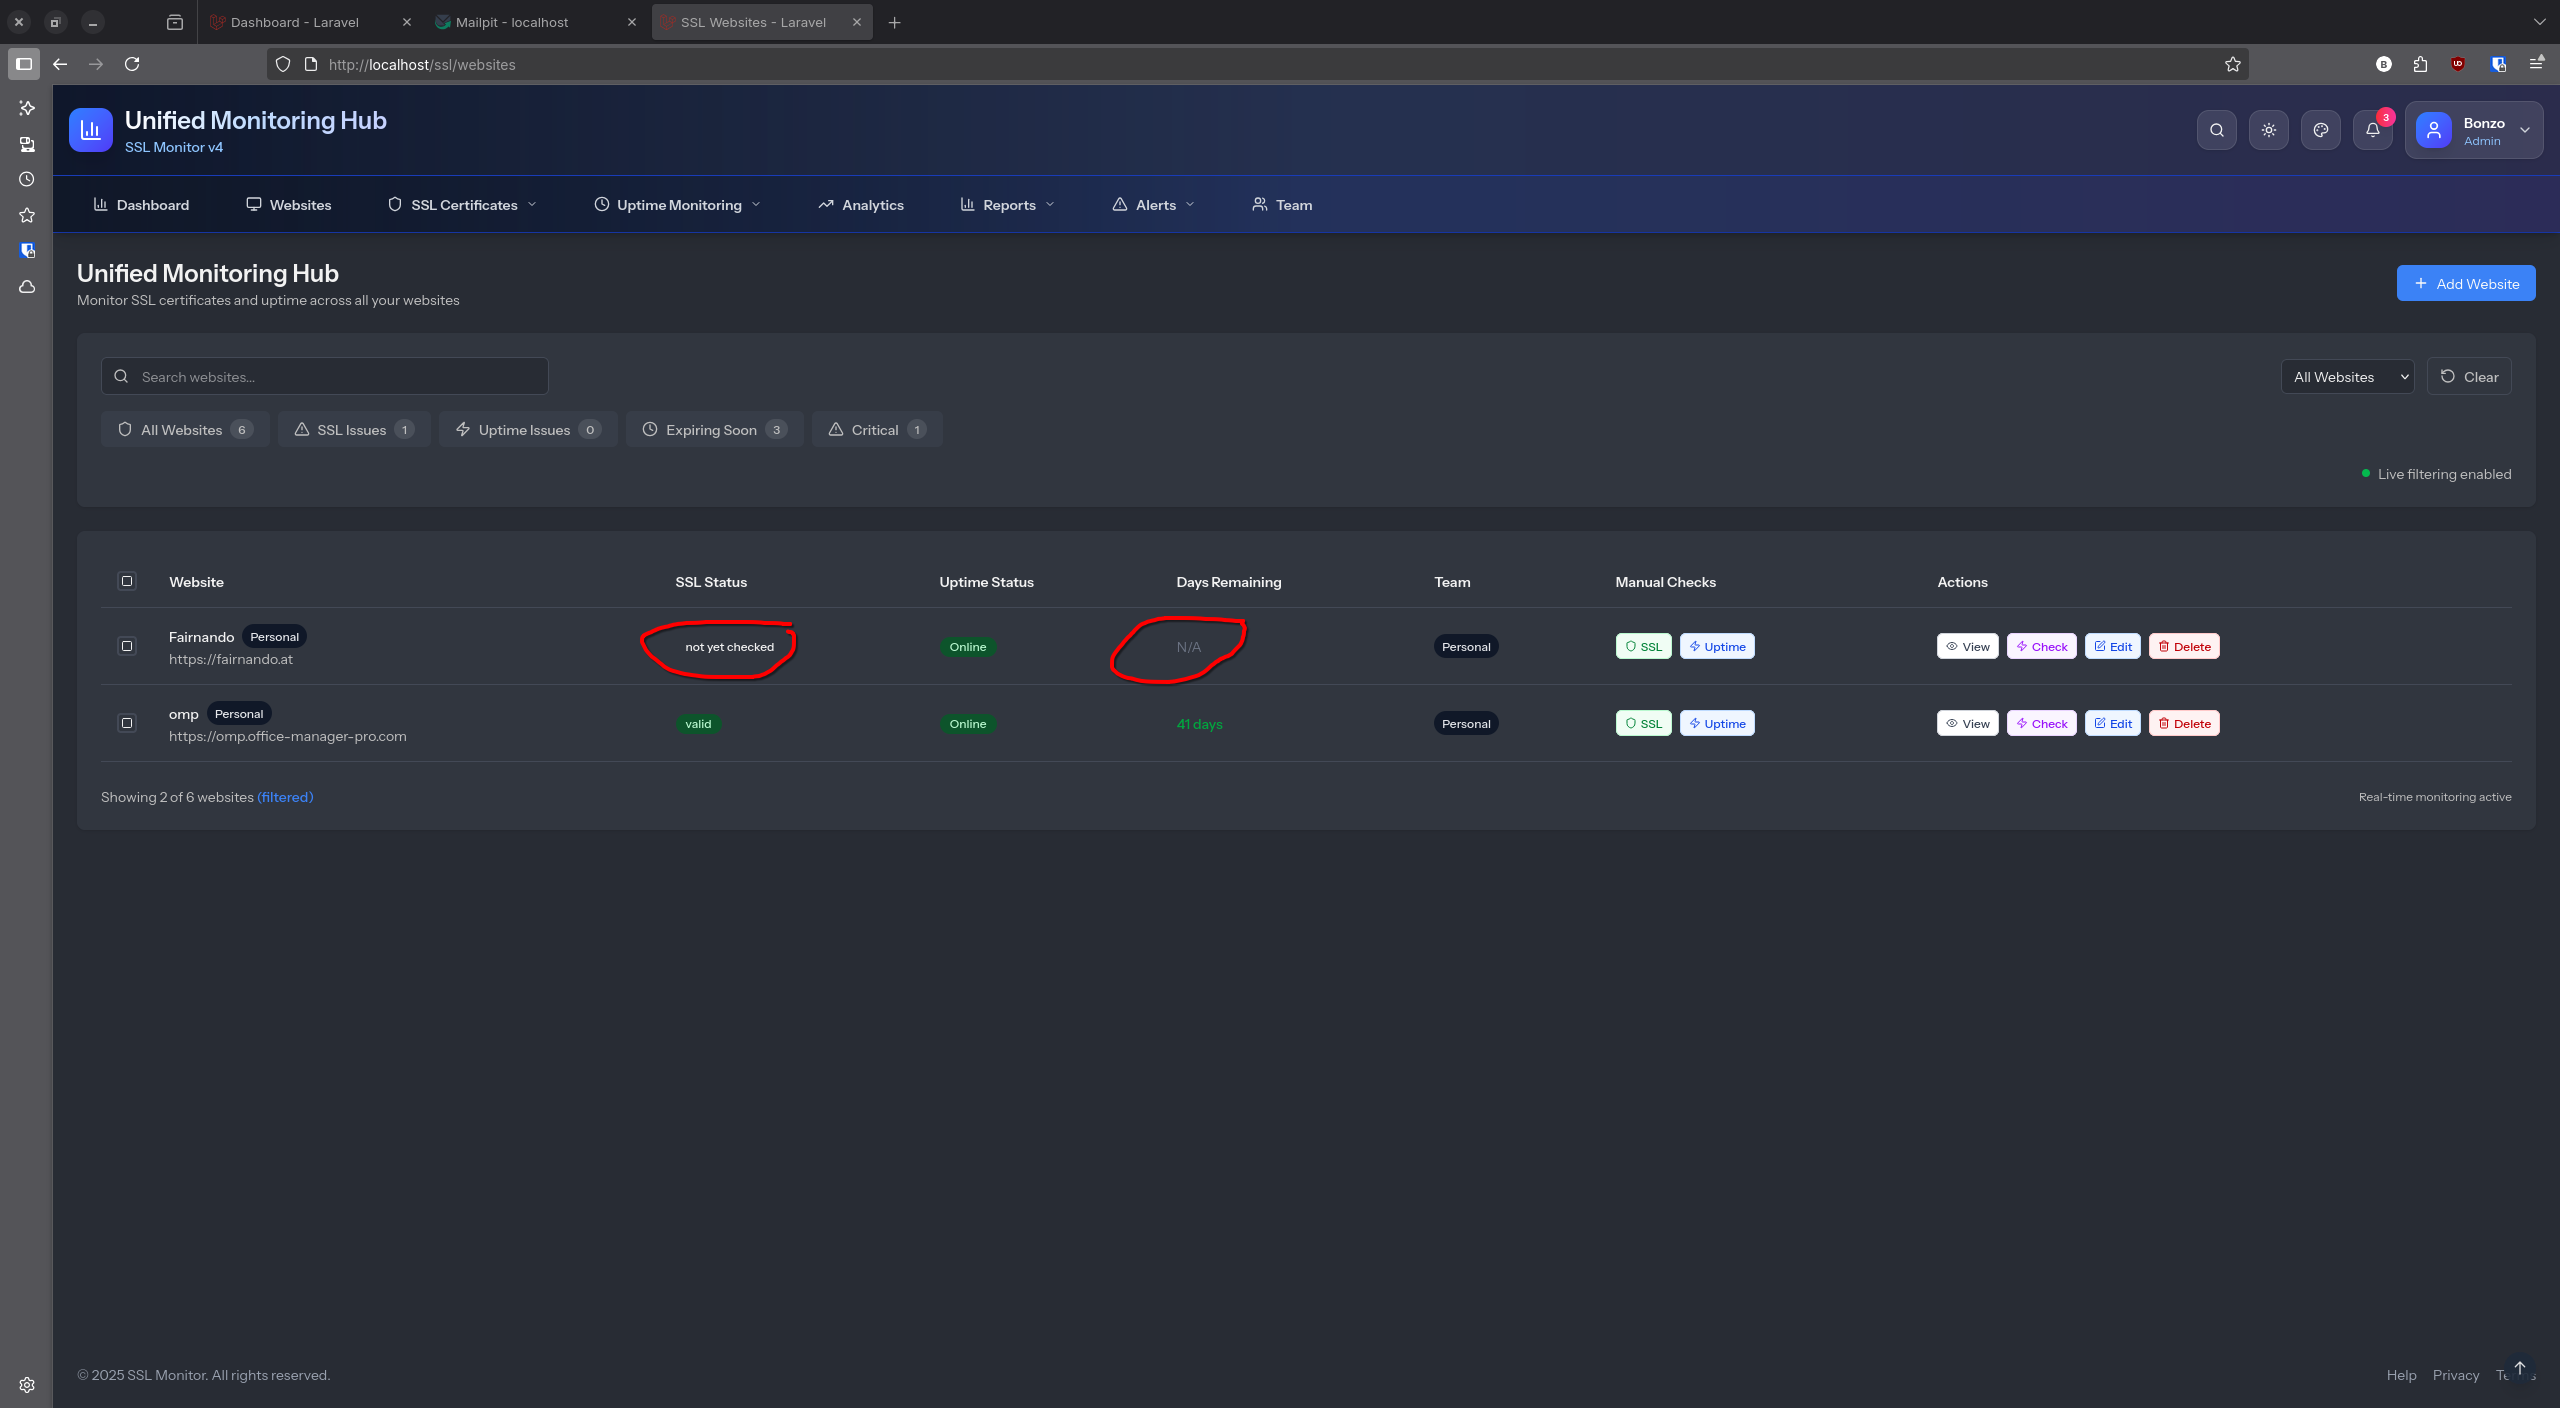 Dashboard - Laravel
Mailpit - localhost
SSL Websites - Laravel
http://localhost/ssl/websites
B
Unified Monitoring Hub
SSL Monitor v4
3
Bonzo
Admin
Dashboard
Websites
SSL Certificates
Uptime Monitoring
Analytics
Reports
Alerts
Team
Unified Monitoring Hub
Monitor SSL certificates and uptime across all your websites
Add Website
Search websites...
All Websites
Clear
All Websites 6
SSL Issues 1
Uptime Issues 0
Expiring Soon 3
Critical 1
Live filtering enabled
Website SSL Status Uptime Status Days Remaining Team Manual Checks Actions
Fairnando Personal
https://fairnando.at
not yet checked Online N/A Personal SSL Uptime View Check Edit Delete
omp Personal
https://omp.office-manager-pro.com
valid Online 41 days Personal SSL Uptime View Check Edit Delete
Showing 2 of 6 websites (filtered)
Real-time monitoring active
© 2025 SSL Monitor. All rights reserved.
Help Privacy